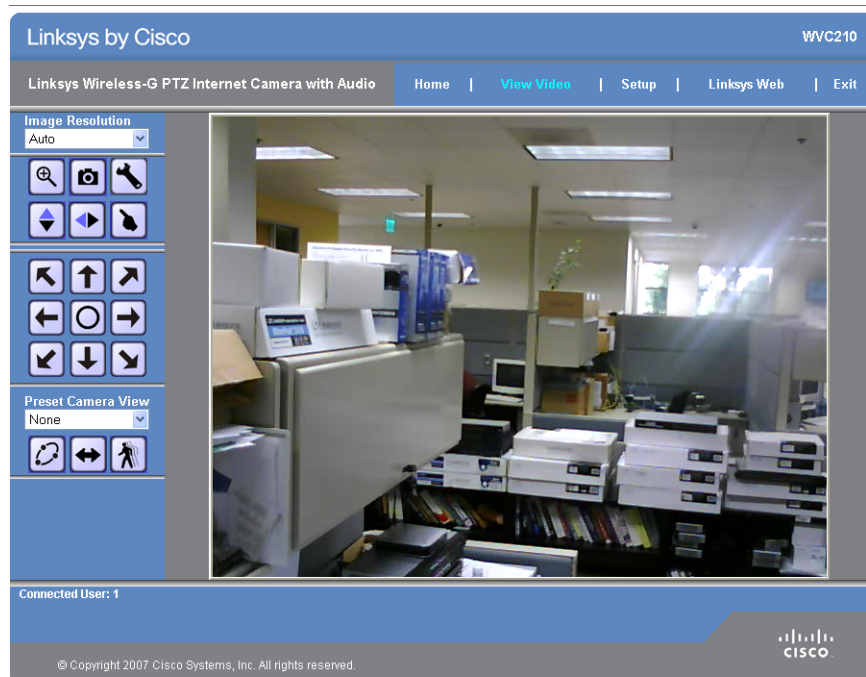 Linksys by Cisco
WVC210
Linksys Wireless-G PTZ Internet Camera with Audio
Home | View Video | Setup | Linksys Web | Exit
Image Resolution
Auto
Preset Camera View
None
Connected User: 1
CISCO
© Copyright 2007 Cisco Systems, Inc. All rights reserved.